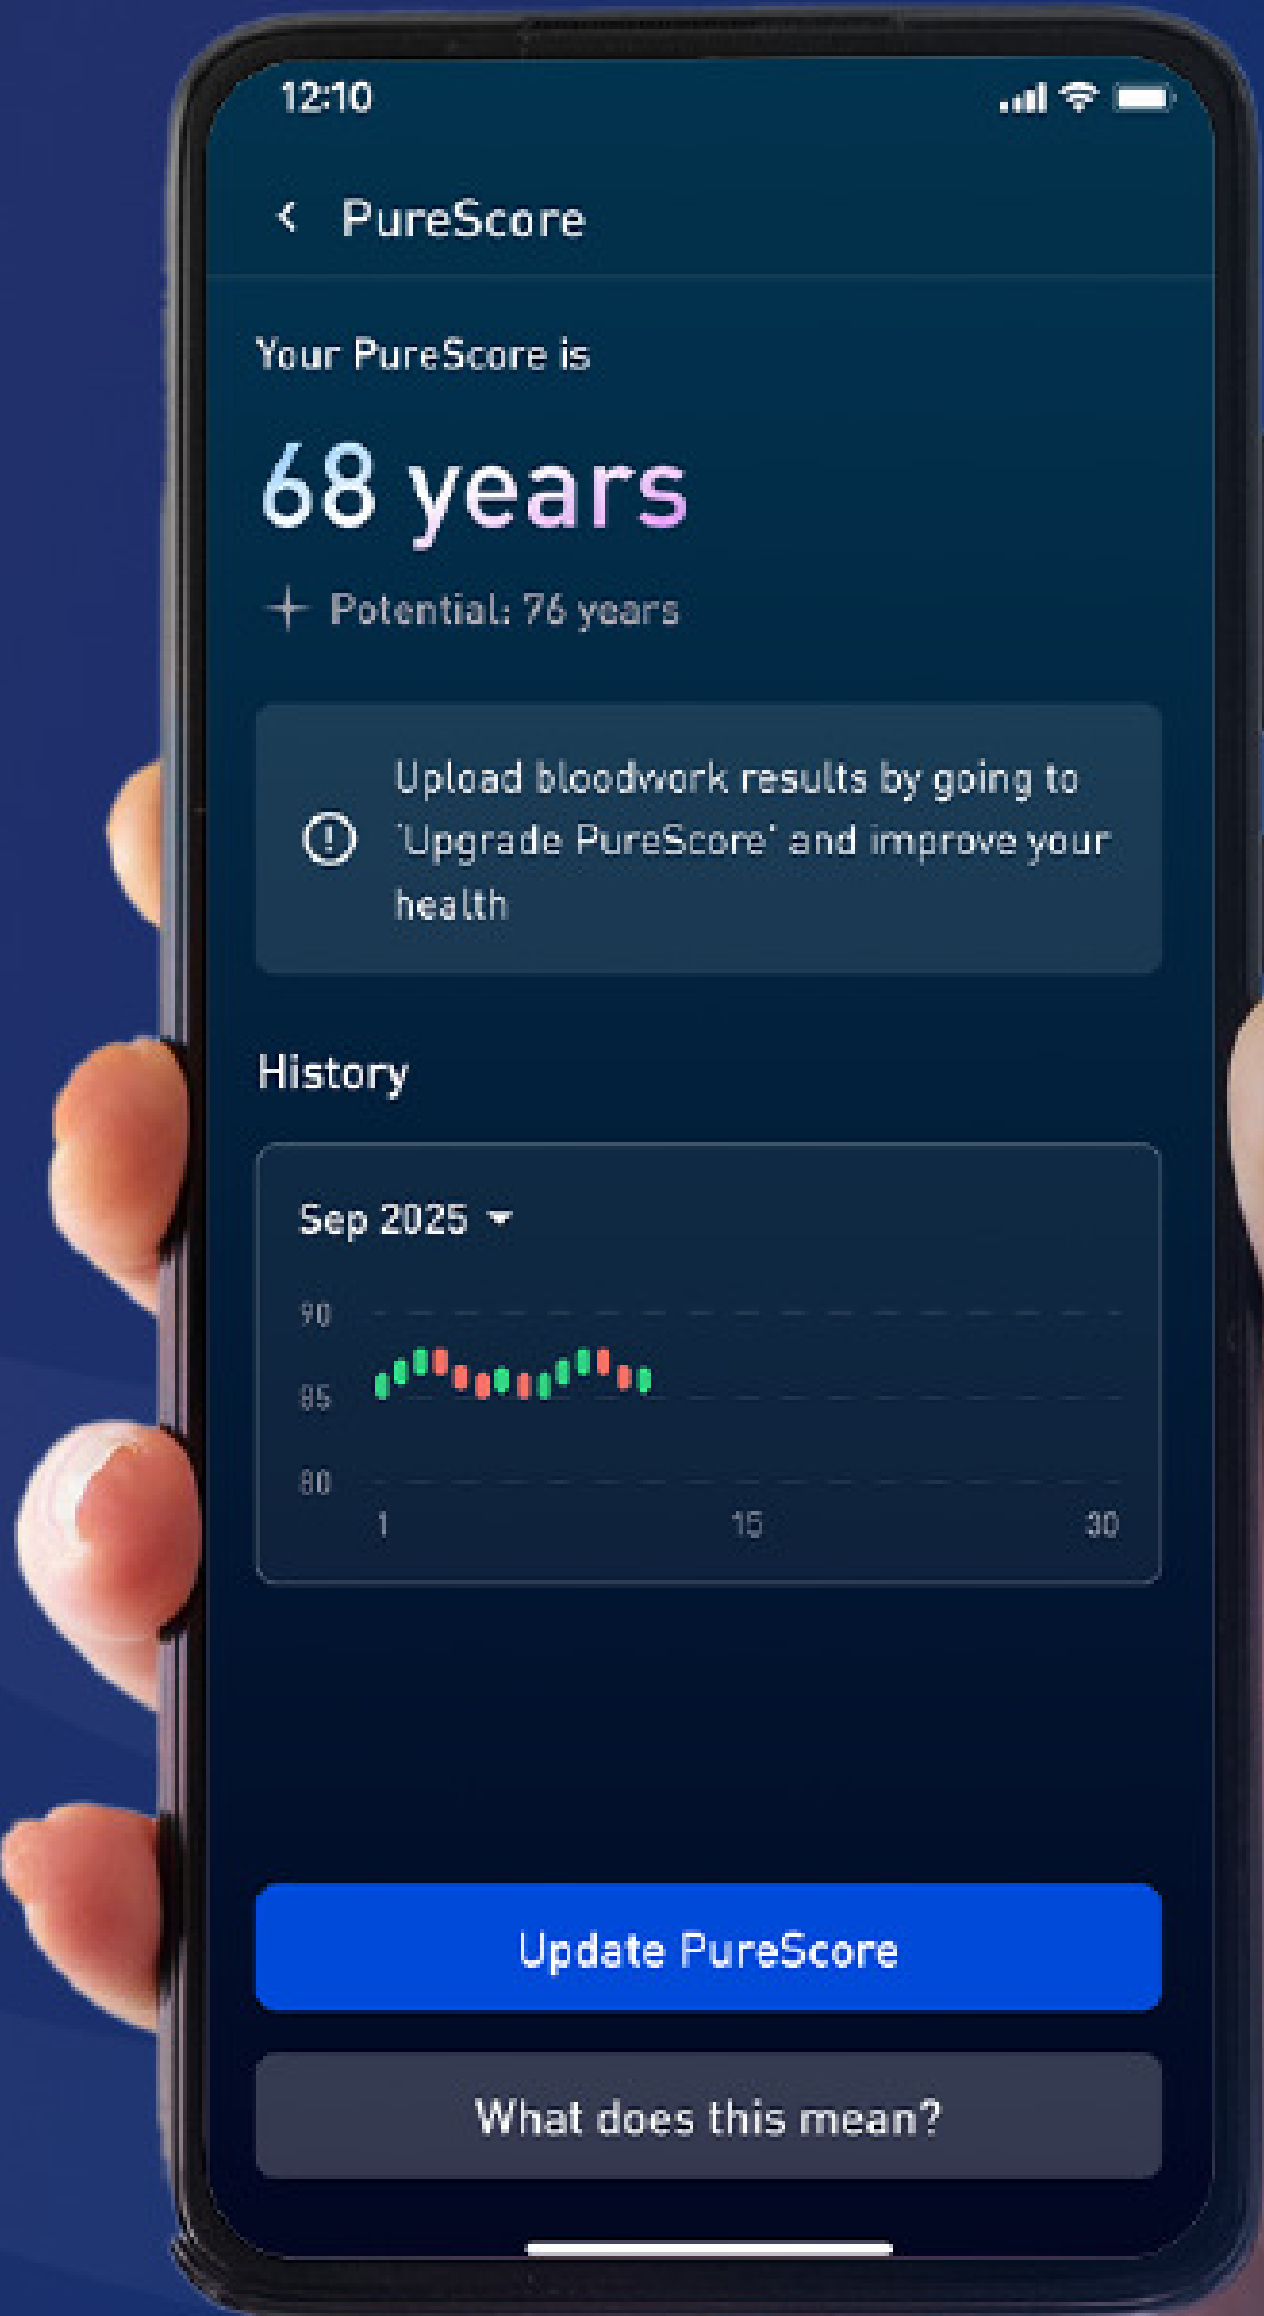 12:10
PureScore
Your PureScore is
68 years
Potential: 76 years
Upload bloodwork results by going to
'Upgrade PureScore' and improve your
health
History
Sep 2025
90
85
80
1 15 30
Update PureScore
What does this mean?